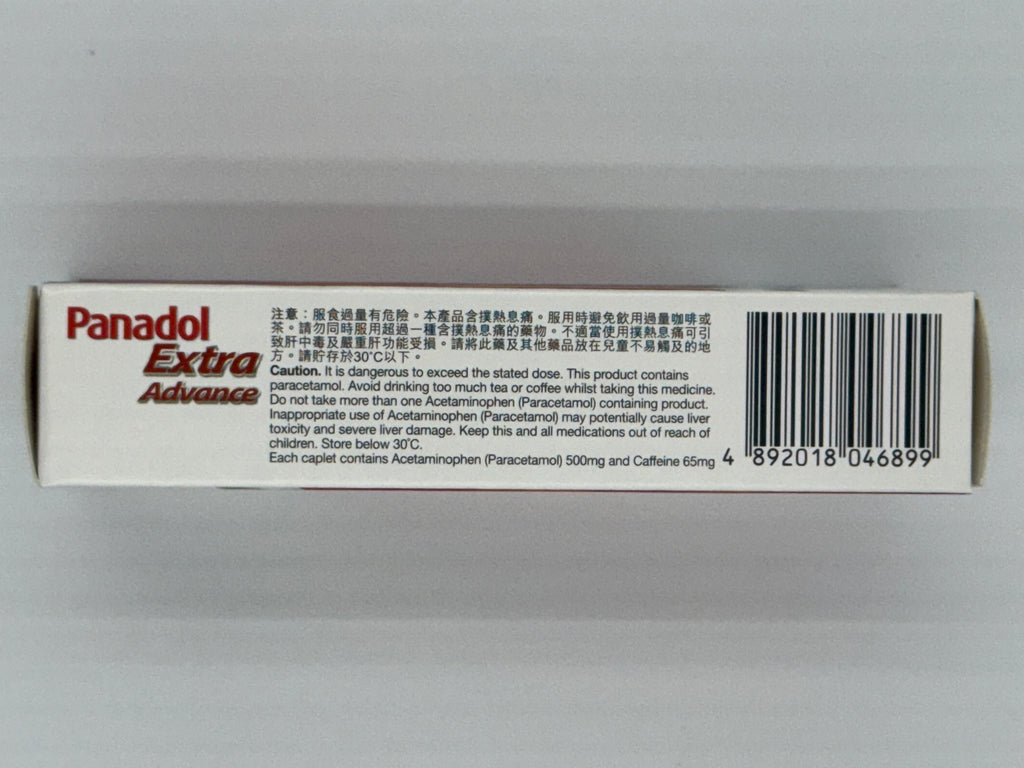 Panadol
Extra
Advance
注意：服食過量有危險。本產品含撲熱息痛。服用時避免飲用過量咖啡或
茶。請勿同時服用超過一種含撲熱息痛的藥物。不適當使用撲熱息痛可引
致肝中毒及嚴重肝功能受損。請將此藥及其他藥品放在兒童不易觸及的地
方。請貯存於30℃以下。
Caution. It is dangerous to exceed the stated dose. This product contains
paracetamol. Avoid drinking too much tea or coffee whilst taking this medicine.
Do not take more than one Acetaminophen (Paracetamol) containing product.
Inappropriate use of Acetaminophen (Paracetamol) may potentially cause liver
toxicity and severe liver damage. Keep this and all medications out of reach of
children. Store below 30℃.
Each caplet contains Acetaminophen (Paracetamol) 500mg and Caffeine 65mg
4 892018 046899